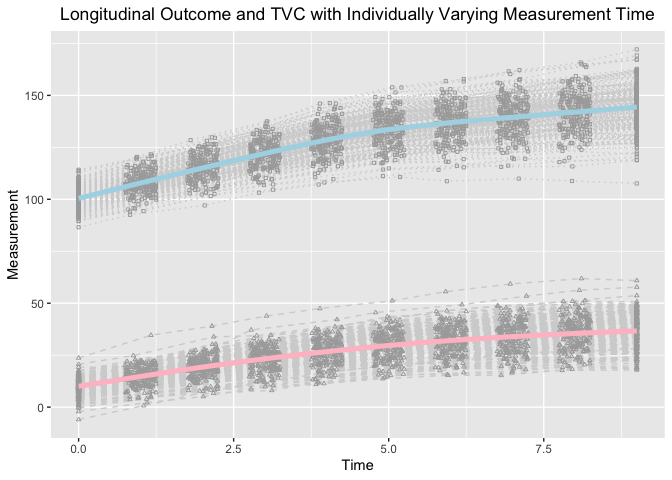 Longitudinal Outcome and TVC with Individually Varying Measurement Time
150
100
50
0
Measurement
0.0
2.5
5.0
7.5
Time